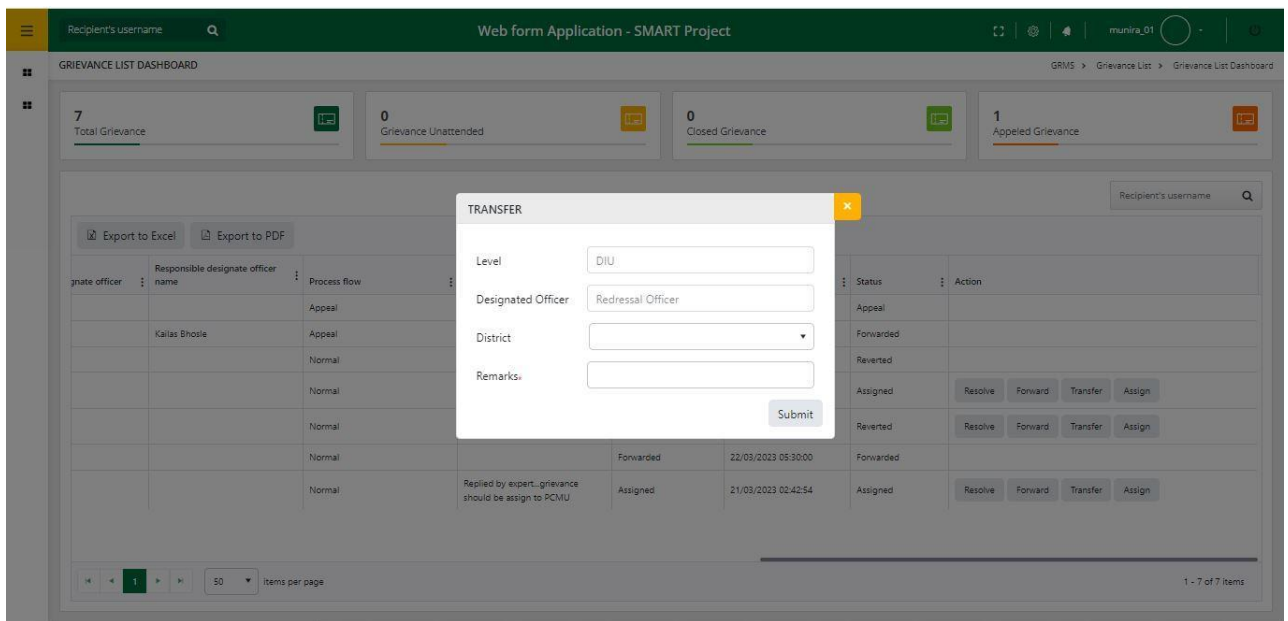 Recipient's username
Web form Application - SMART Project
munira_01
GRIEVANCE LIST DASHBOARD
GRMS > Grievance List > Grievance List Dashboard
7
Total Grievance
0
Grievance Unattended
0
Closed Grievance
1
Appeled Grievance
Recipient's username
TRANSFER
×
Level
DIU
Designated Officer
Redressal Officer
District
Remarks*
Submit
Export to Excel Export to PDF
gnate officer Responsible designate officer name Process flow Status Action
Appeal Appeal
Kailas Bhosle Appeal Forwarded
Normal Reverted
Normal Assigned Resolve Forward Transfer Assign
Normal Reverted Resolve Forward Transfer Assign
Normal Forwarded 22/03/2023 05:30:00 Forwarded
Normal Replied by expert...grievance should be assign to PCMU Assigned 21/03/2023 02:42:54 Assigned Resolve Forward Transfer Assign
1 50 items per page 1 - 7 of 7 items